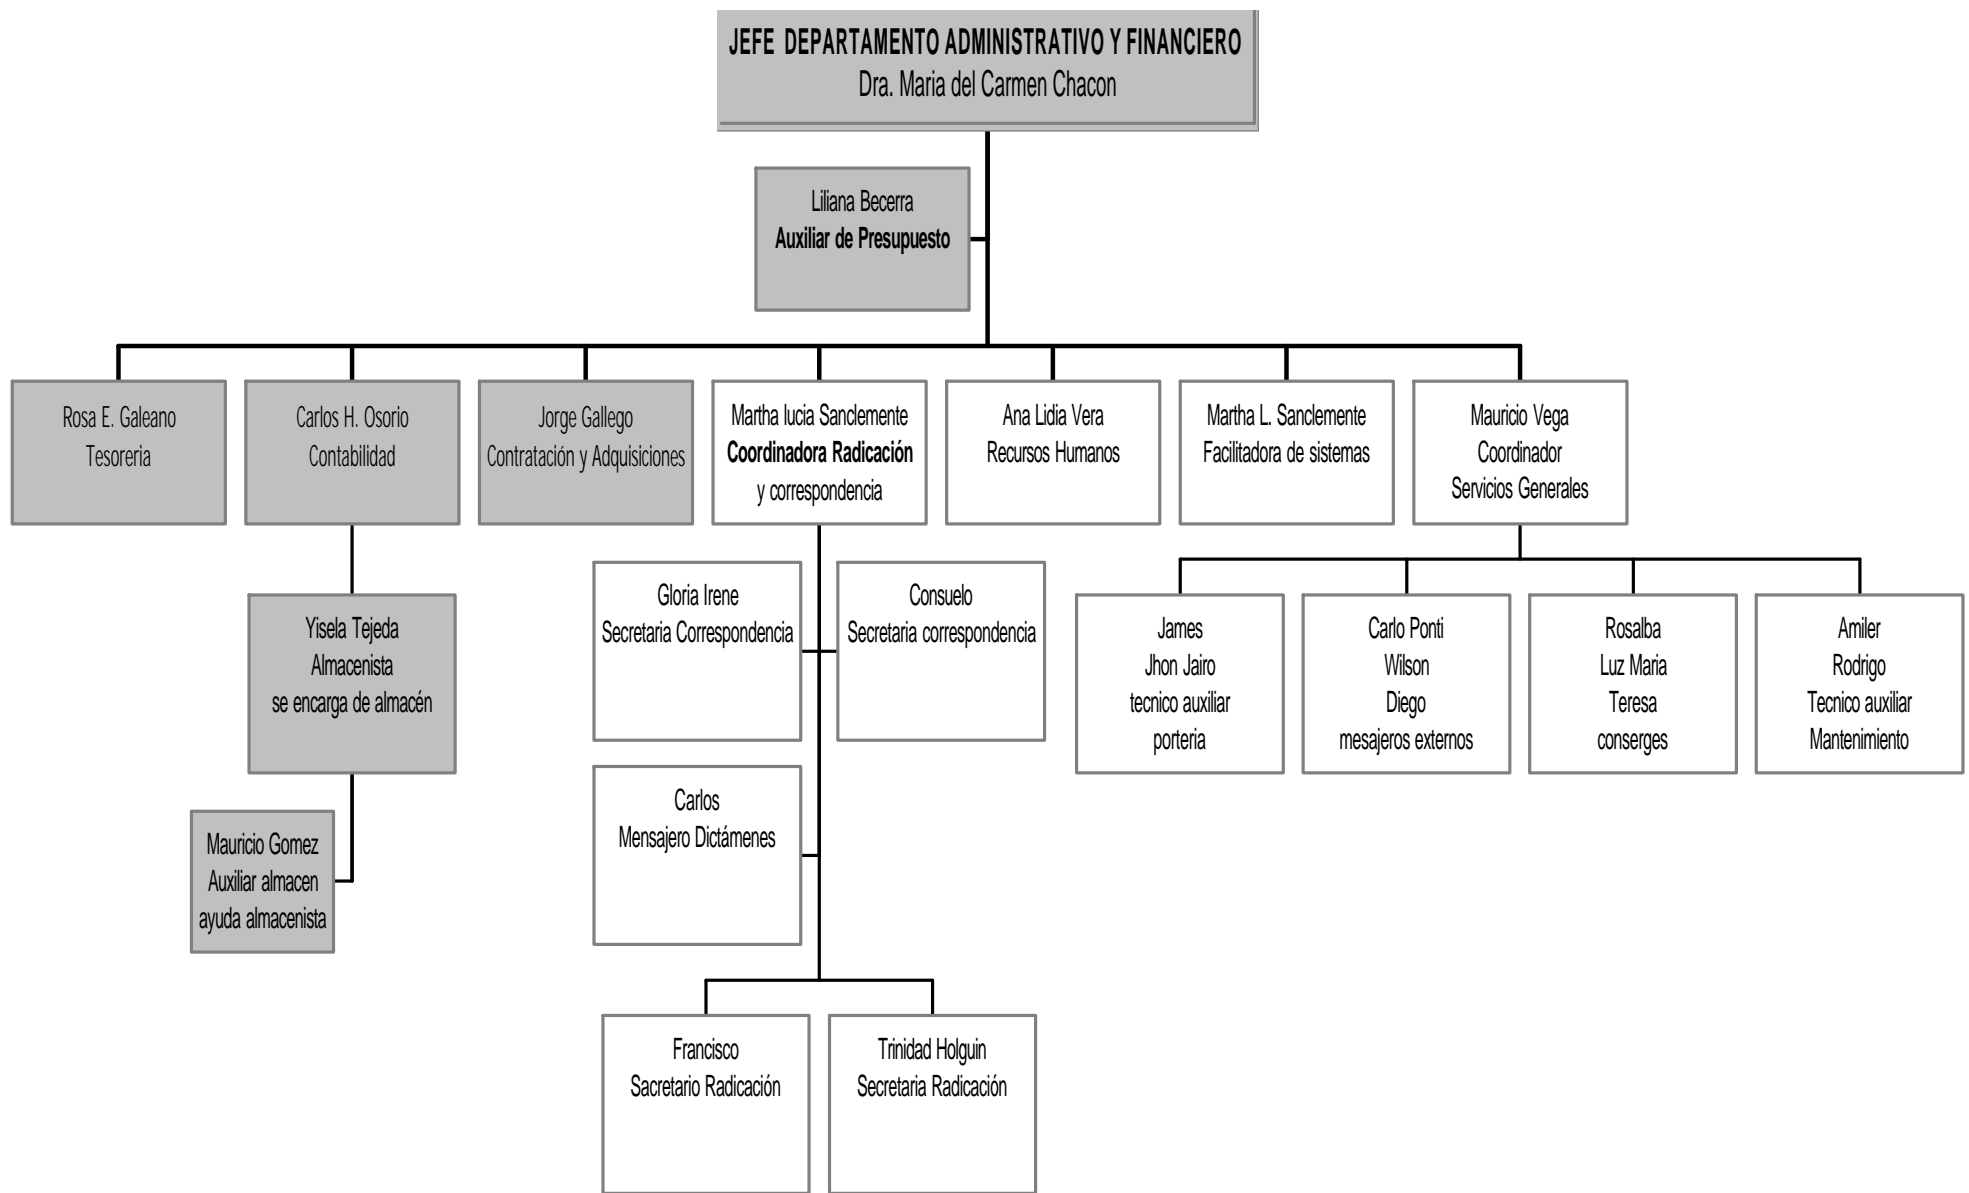 JEFE DEPARTAMENTO ADMINISTRATIVO Y FINANCIERO
Dra. Maria del Carmen Chacon
Liliana Becerra
Auxiliar de Presupuesto
Rosa E. Galeano
Tesoreria
Carlos H. Osorio
Contabilidad
Jorge Gallego
Contratación y Adquisiciones
Martha lucia Sanclemente
Coordinadora Radicación
y correspondencia
Ana Lidia Vera
Recursos Humanos
Martha L. Sanclemente
Facilitadora de sistemas
Mauricio Vega
Coordinador
Servicios Generales
Yisela Tejeda
Almacenista
se encarga de almacén
Mauricio Gomez
Auxiliar almacen
ayuda almacenista
Gloria Irene
Secretaria Correspondencia
Consuelo
Secretaria correspondencia
Carlos
Mensajero Dictámenes
Francisco
Sacretario Radicación
Trinidad Holguin
Secretaria Radicación
James
Jhon Jairo
tecnico auxiliar
porteria
Carlo Ponti
Wilson
Diego
mesajeros externos
Rosalba
Luz Maria
Teresa
conserges
Amiler
Rodrigo
Tecnico auxiliar
Mantenimiento